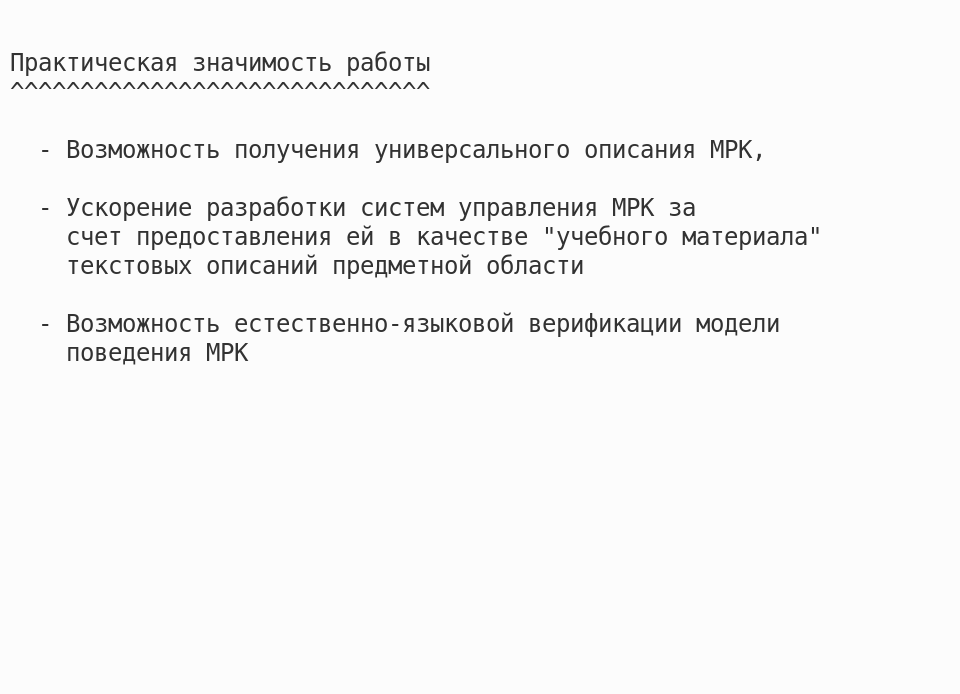 Практическая значимость работы
^^^^^^^^^^^^^^^^^^^^^^^^^^^^^^
- Возможность получения универсального описания МРК,
- Ускорение разработки систем управления МРК за
счет предоставления ей в качестве "учебного материала"
текстовых описаний предметной области
- Возможность естественно-языковой верификации модели
поведения МРК